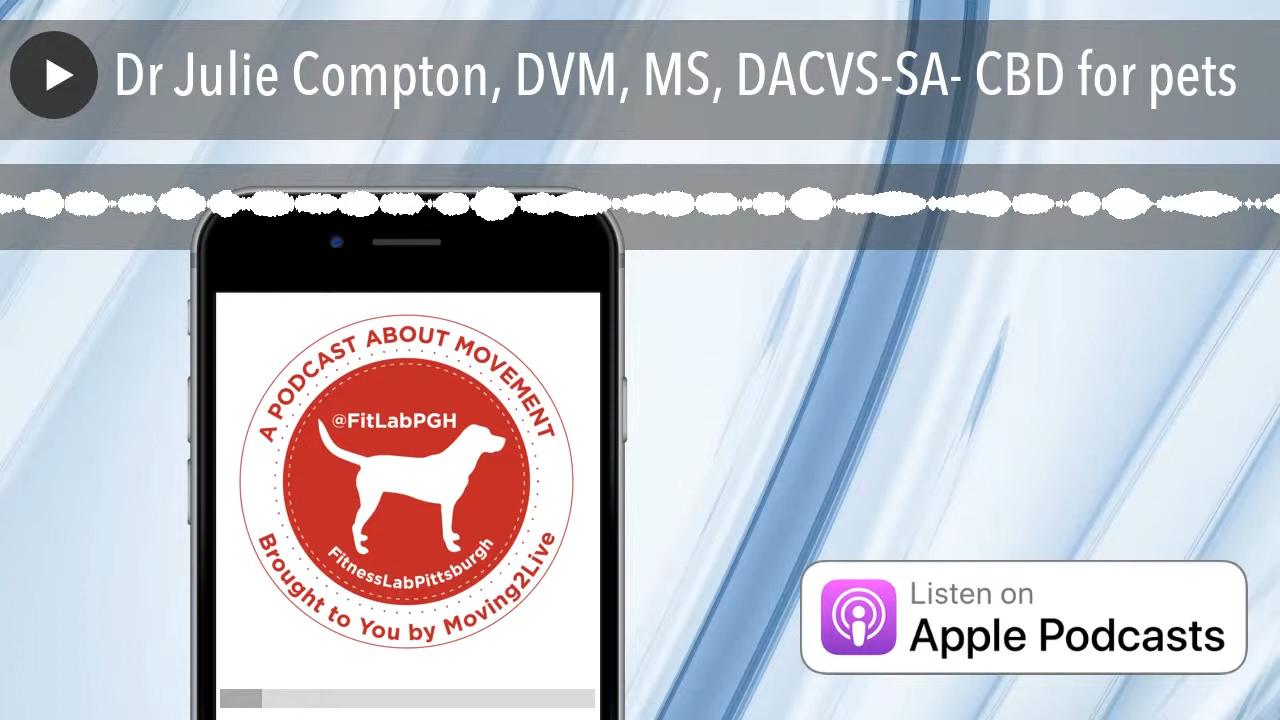 Dr Julie Compton, DVM, MS, DACVS-SA- CBD for pets
A PODCAST ABOUT MOVEMENT
@FitLabPGH
FitnessLabPittsburgh
Brought to You by Moving2Live
Listen on
Apple Podcasts